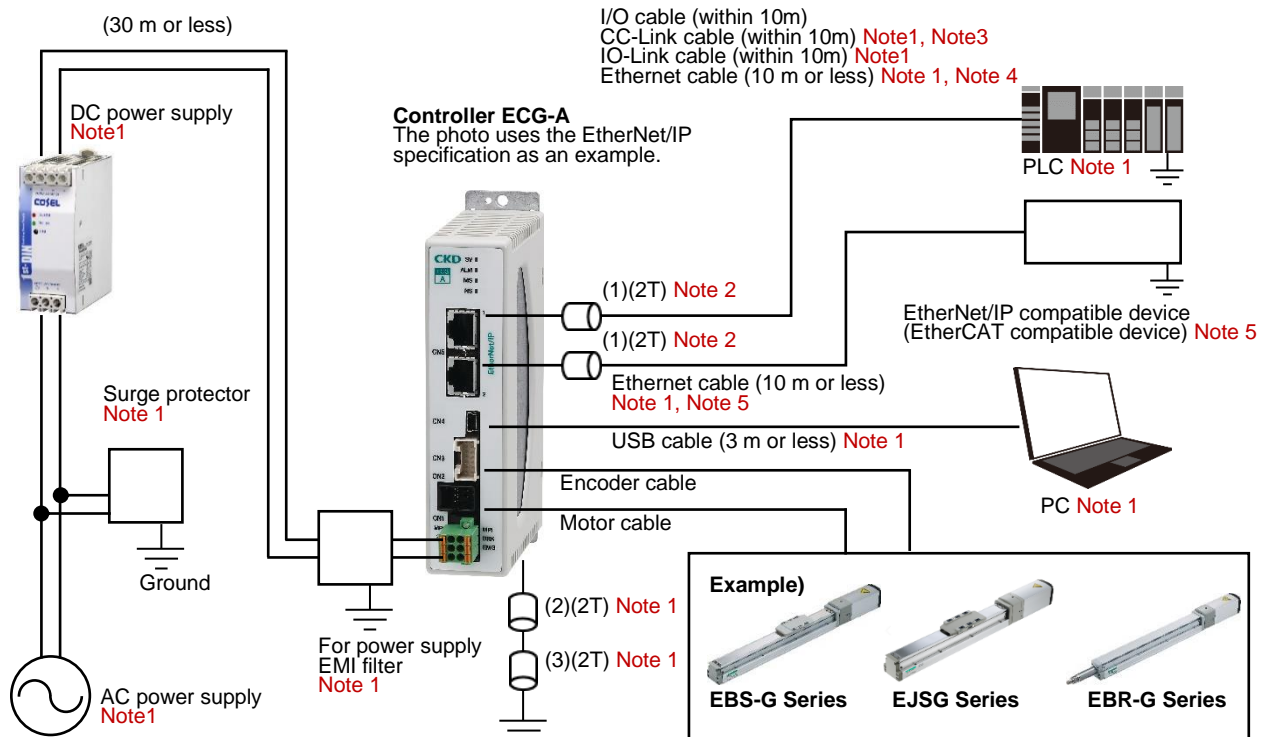 (30 m or less)
I/O cable (within 10m)
CC-Link cable (within 10m) Note1, Note3
IO-Link cable (within 10m) Note1
Ethernet cable (10 m or less) Note 1, Note 4
DC power supply
Note1
Controller ECG-A
The photo uses the EtherNet/IP
specification as an example.
PLC Note 1
COSEL
CKD
A
EtherNet/IP
(1)(2T) Note 2
(1)(2T) Note 2
EtherNet/IP compatible device
(EtherCAT compatible device) Note 5
Ethernet cable (10 m or less)
Note 1, Note 5
Surge protector
Note 1
USB cable (3 m or less) Note 1
Encoder cable
Motor cable
PC Note 1
Ground
Example)
(2)(2T) Note 1
(3)(2T) Note 1
For power supply
EMI filter
Note 1
AC power supply
Note1
EBS-G Series
EJSG Series
EBR-G Series